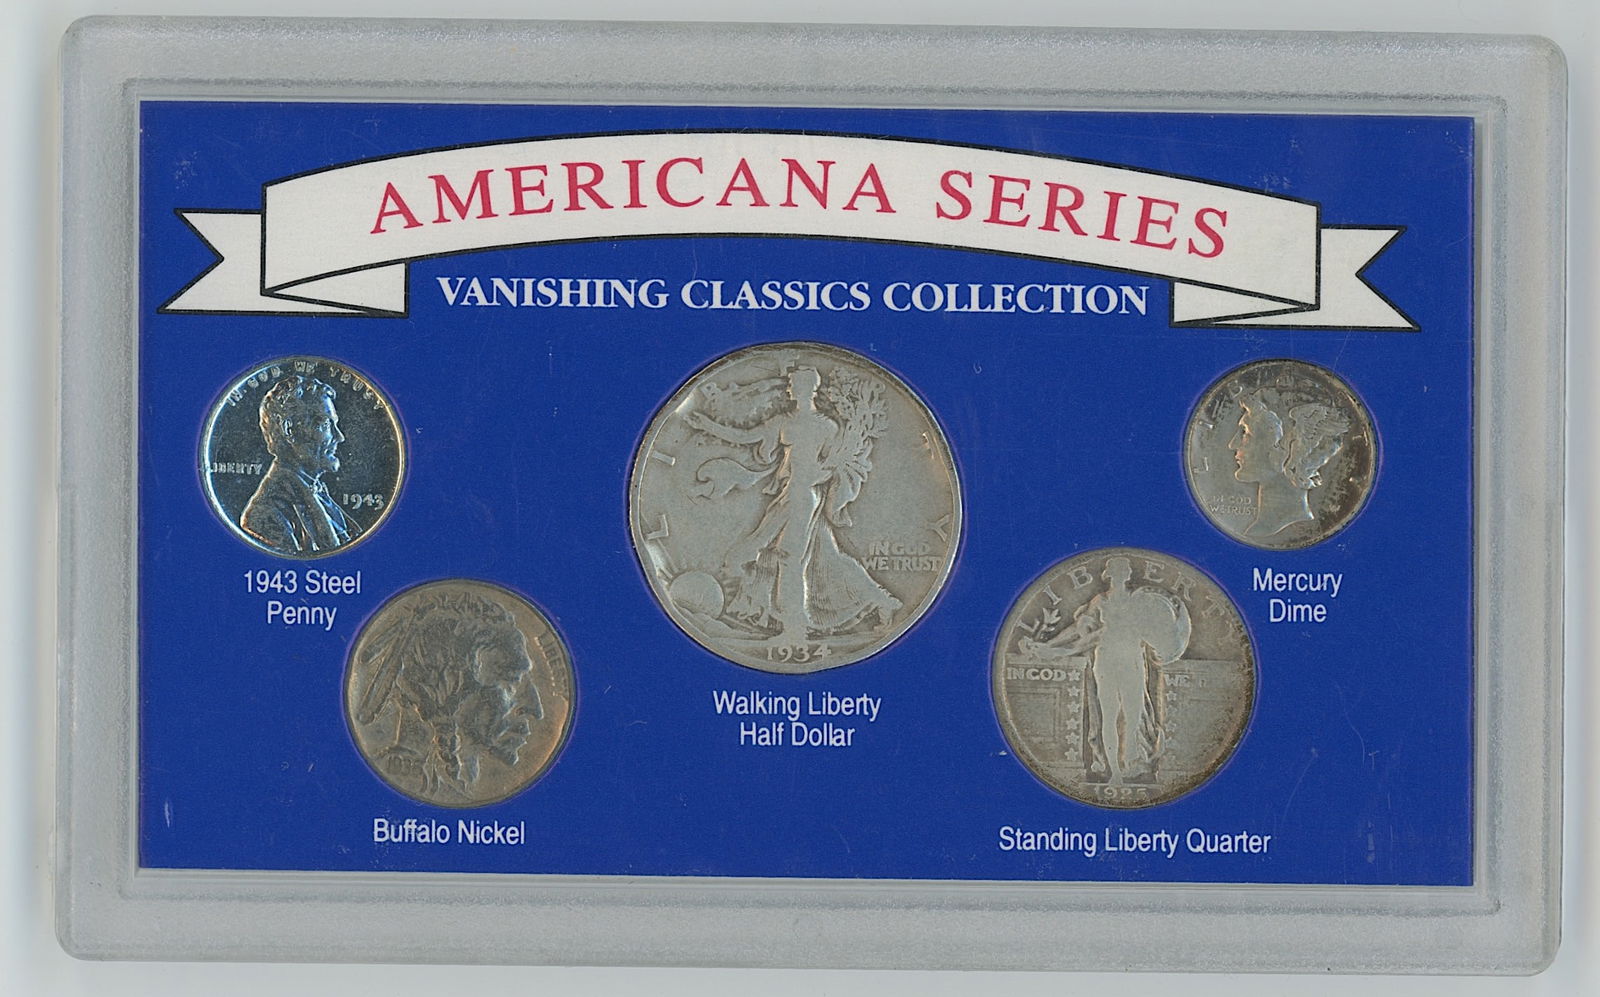 AMERICANA SERIES
VANISHING CLASSICS COLLECTION
IN GOD WE TRUST
LIBERTY
1943
1943 Steel
Penny
LIBERTY
Buffalo Nickel
LIBERTY
IN GOD
WE TRUST
1934
Walking Liberty
Half Dollar
LIBERTY
IN GOD WE
1925
Standing Liberty Quarter
IN GOD
WE TRUST
Mercury
Dime